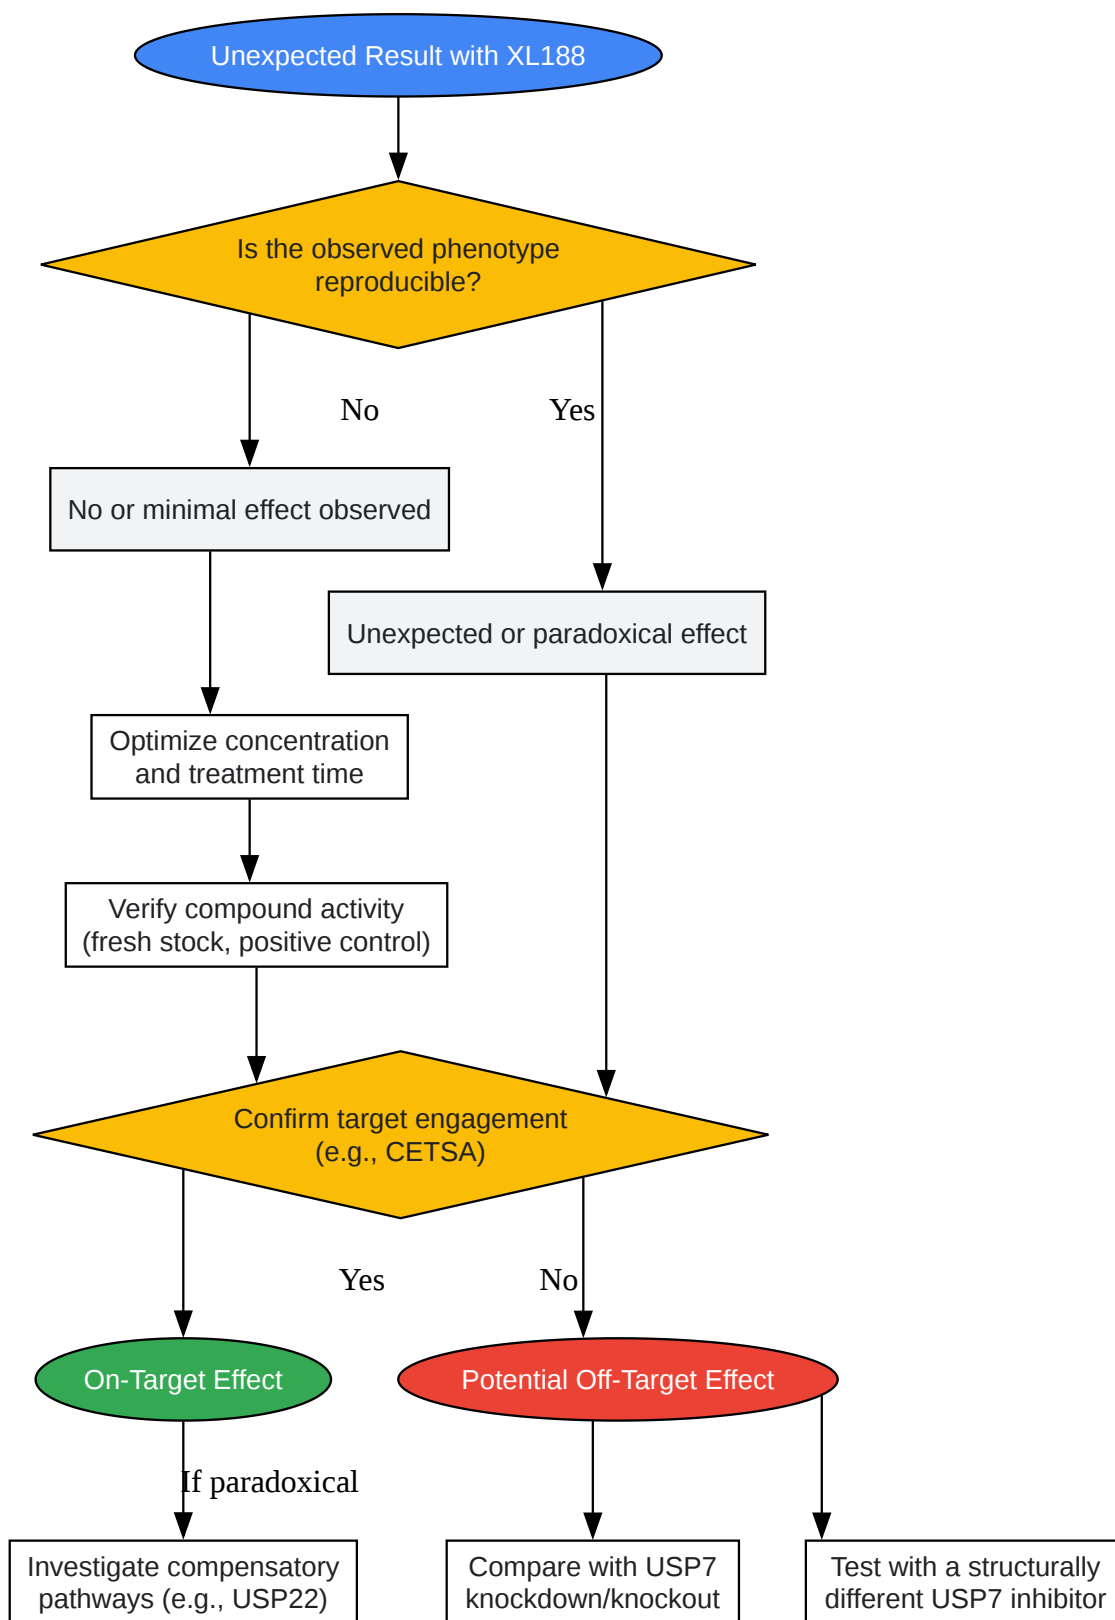 Unexpected Result with XL188
Is the observed phenotype
reproducible?
No
Yes
No or minimal effect observed
Unexpected or paradoxical effect
Optimize concentration
and treatment time
Verify compound activity
(fresh stock, positive control)
Confirm target engagement
(e.g., CETSA)
Yes
No
On-Target Effect
Potential Off-Target Effect
If paradoxical
Investigate compensatory
pathways (e.g., USP22)
Compare with USP7
knockdown/knockout
Test with a structurally
different USP7 inhibitor